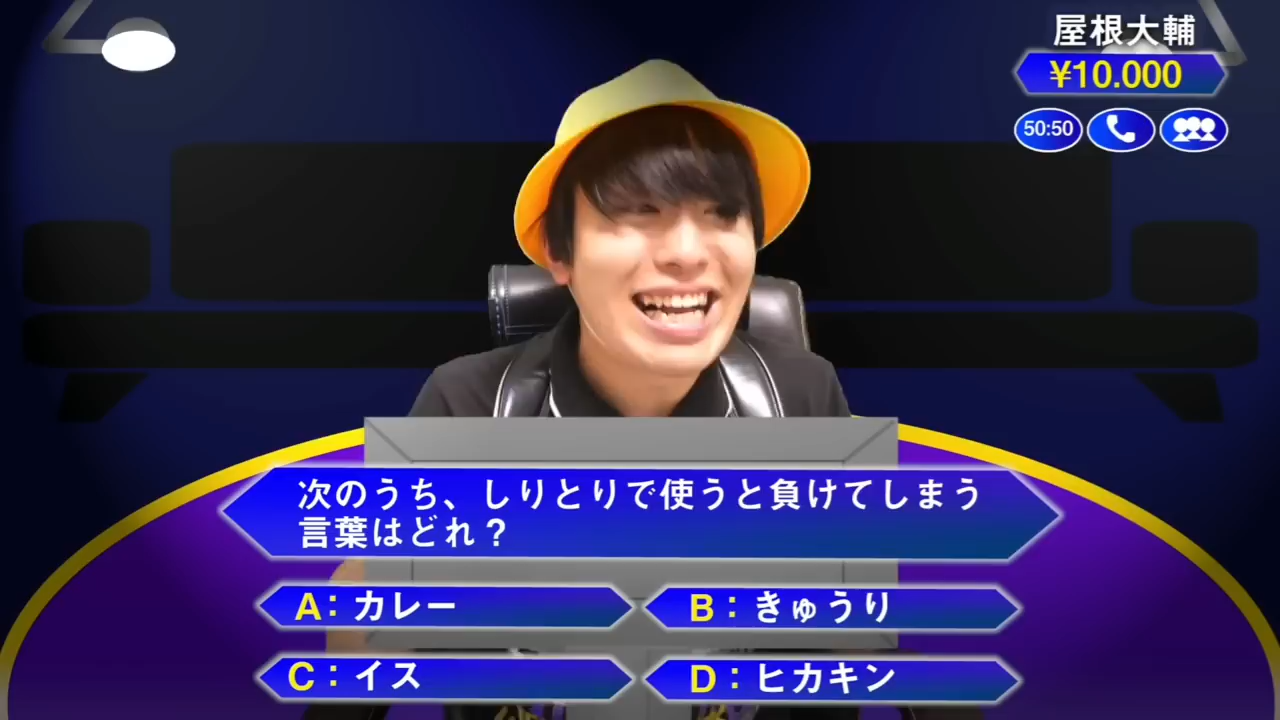 屋根大輔
¥10.000
50:50
次のうち、しりとりで使うと負けてしまう
言葉はどれ？
A：カレー
B：きゅうり
C：イス
D：ヒカキン